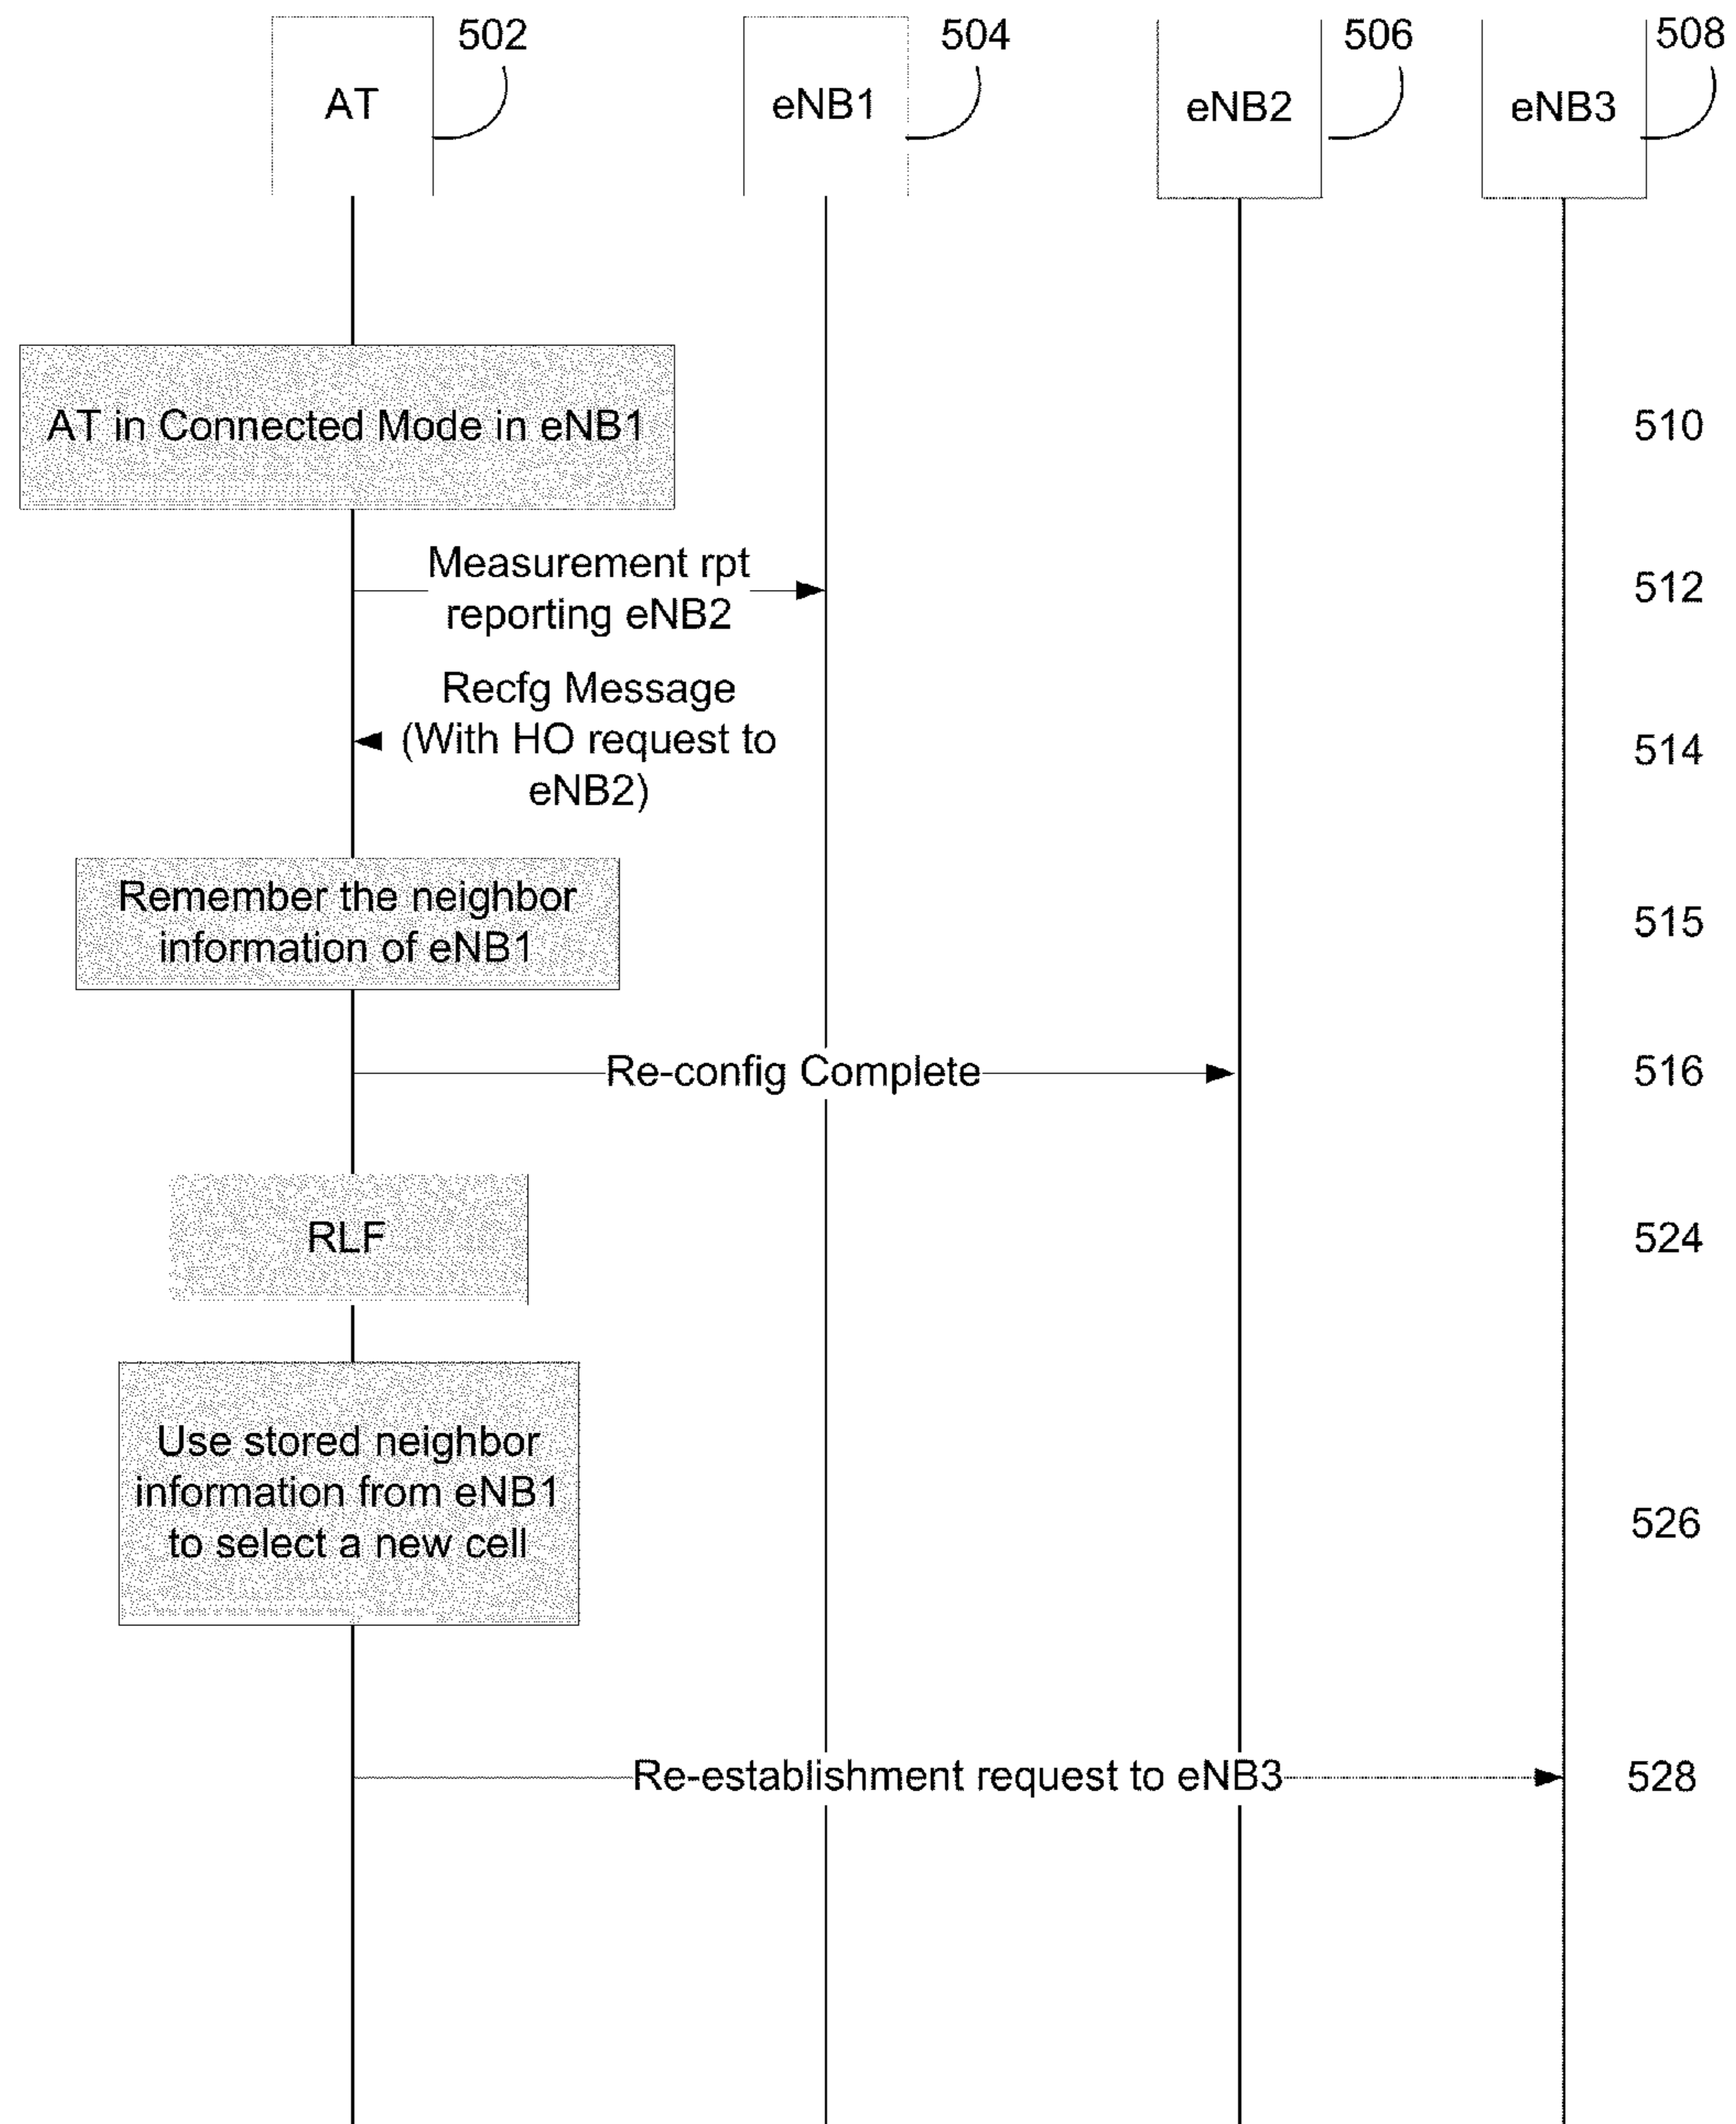 502
504
506
508
AT
eNB1
eNB2
eNB3
AT in Connected Mode in eNB1
510
Measurement rpt
reporting eNB2
512
Recfg Message
(With HO request to
eNB2)
514
Remember the neighbor
information of eNB1
515
Re-config Complete
516
RLF
524
Use stored neighbor
information from eNB1
to select a new cell
526
Re-establishment request to eNB3
528